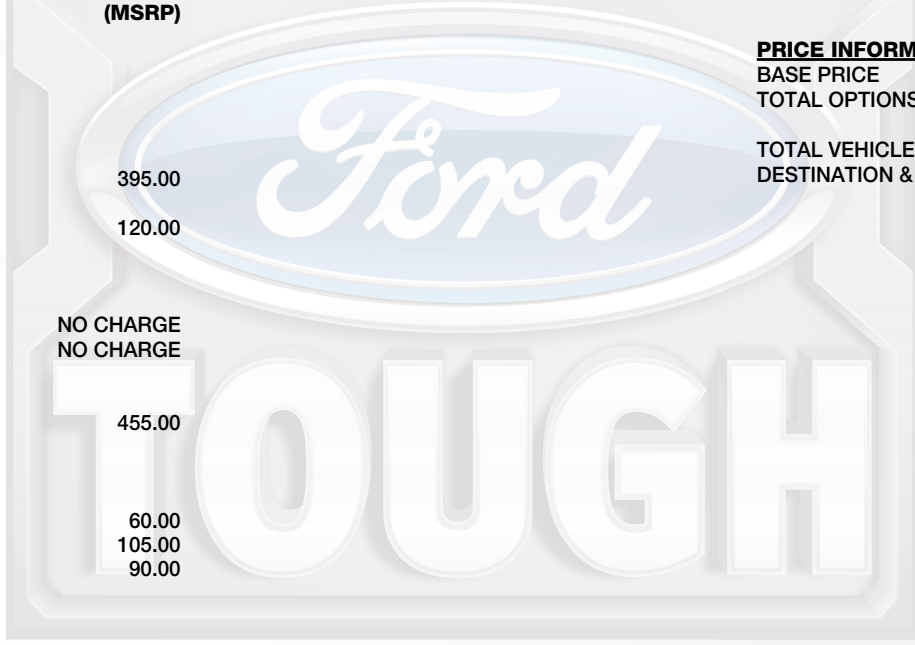 (MSRP)
PRICE INFORM
BASE PRICE
TOTAL OPTIONS
TOTAL VEHICLE
DESTINATION &
395.00
120.00
NO CHARGE
NO CHARGE
455.00
60.00
105.00
90.00
Ford
TOUGH